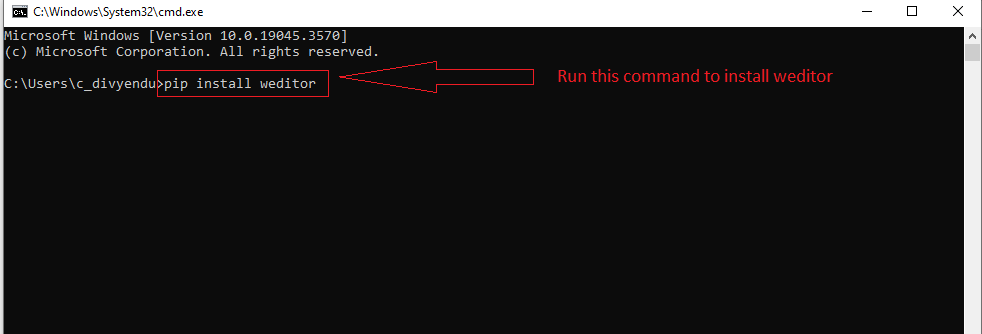 C:\Windows\System32\cmd.exe
Microsoft Windows [Version 10.0.19045.3570]
(c) Microsoft Corporation. All rights reserved.
C:\Users\c_divyendu>pip install weditor
Run this command to install weditor